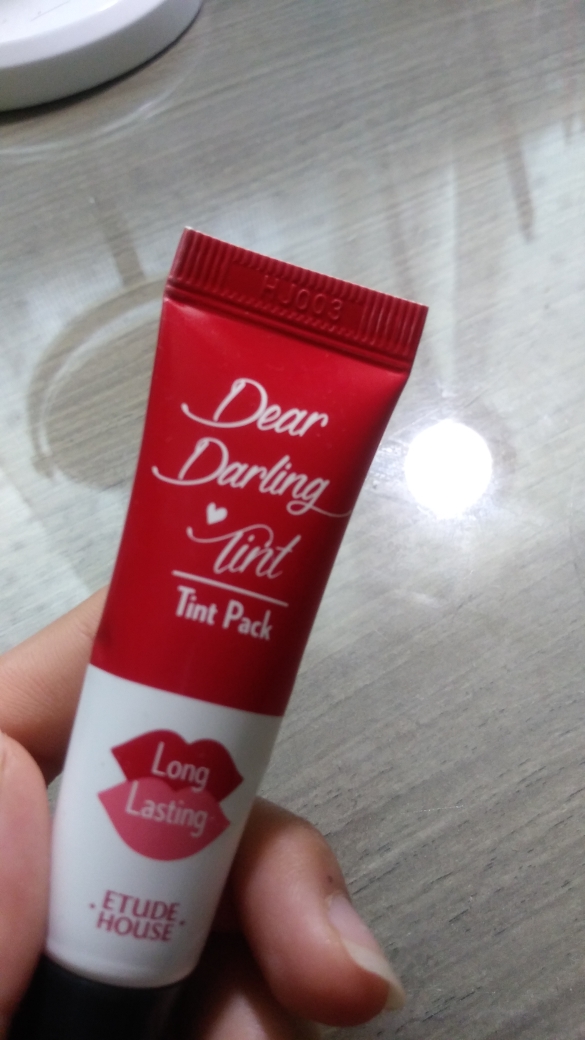 HJ003
Dear
Darling
Tint
Tint Pack
Long
Lasting
ETUDE
HOUSE